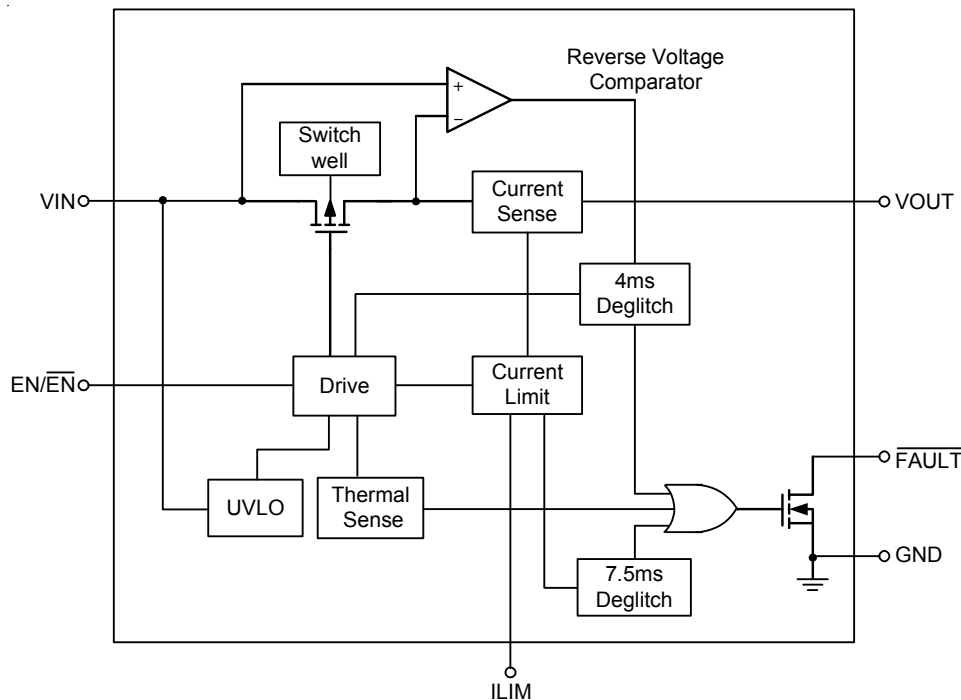 Reverse Voltage
Comparator
+
−
Switch
well
VIN
Current
Sense
VOUT
4ms
Deglitch
EN/EN
Drive
Current
Limit
FAULT
UVLO
Thermal
Sense
GND
7.5ms
Deglitch
ILIM